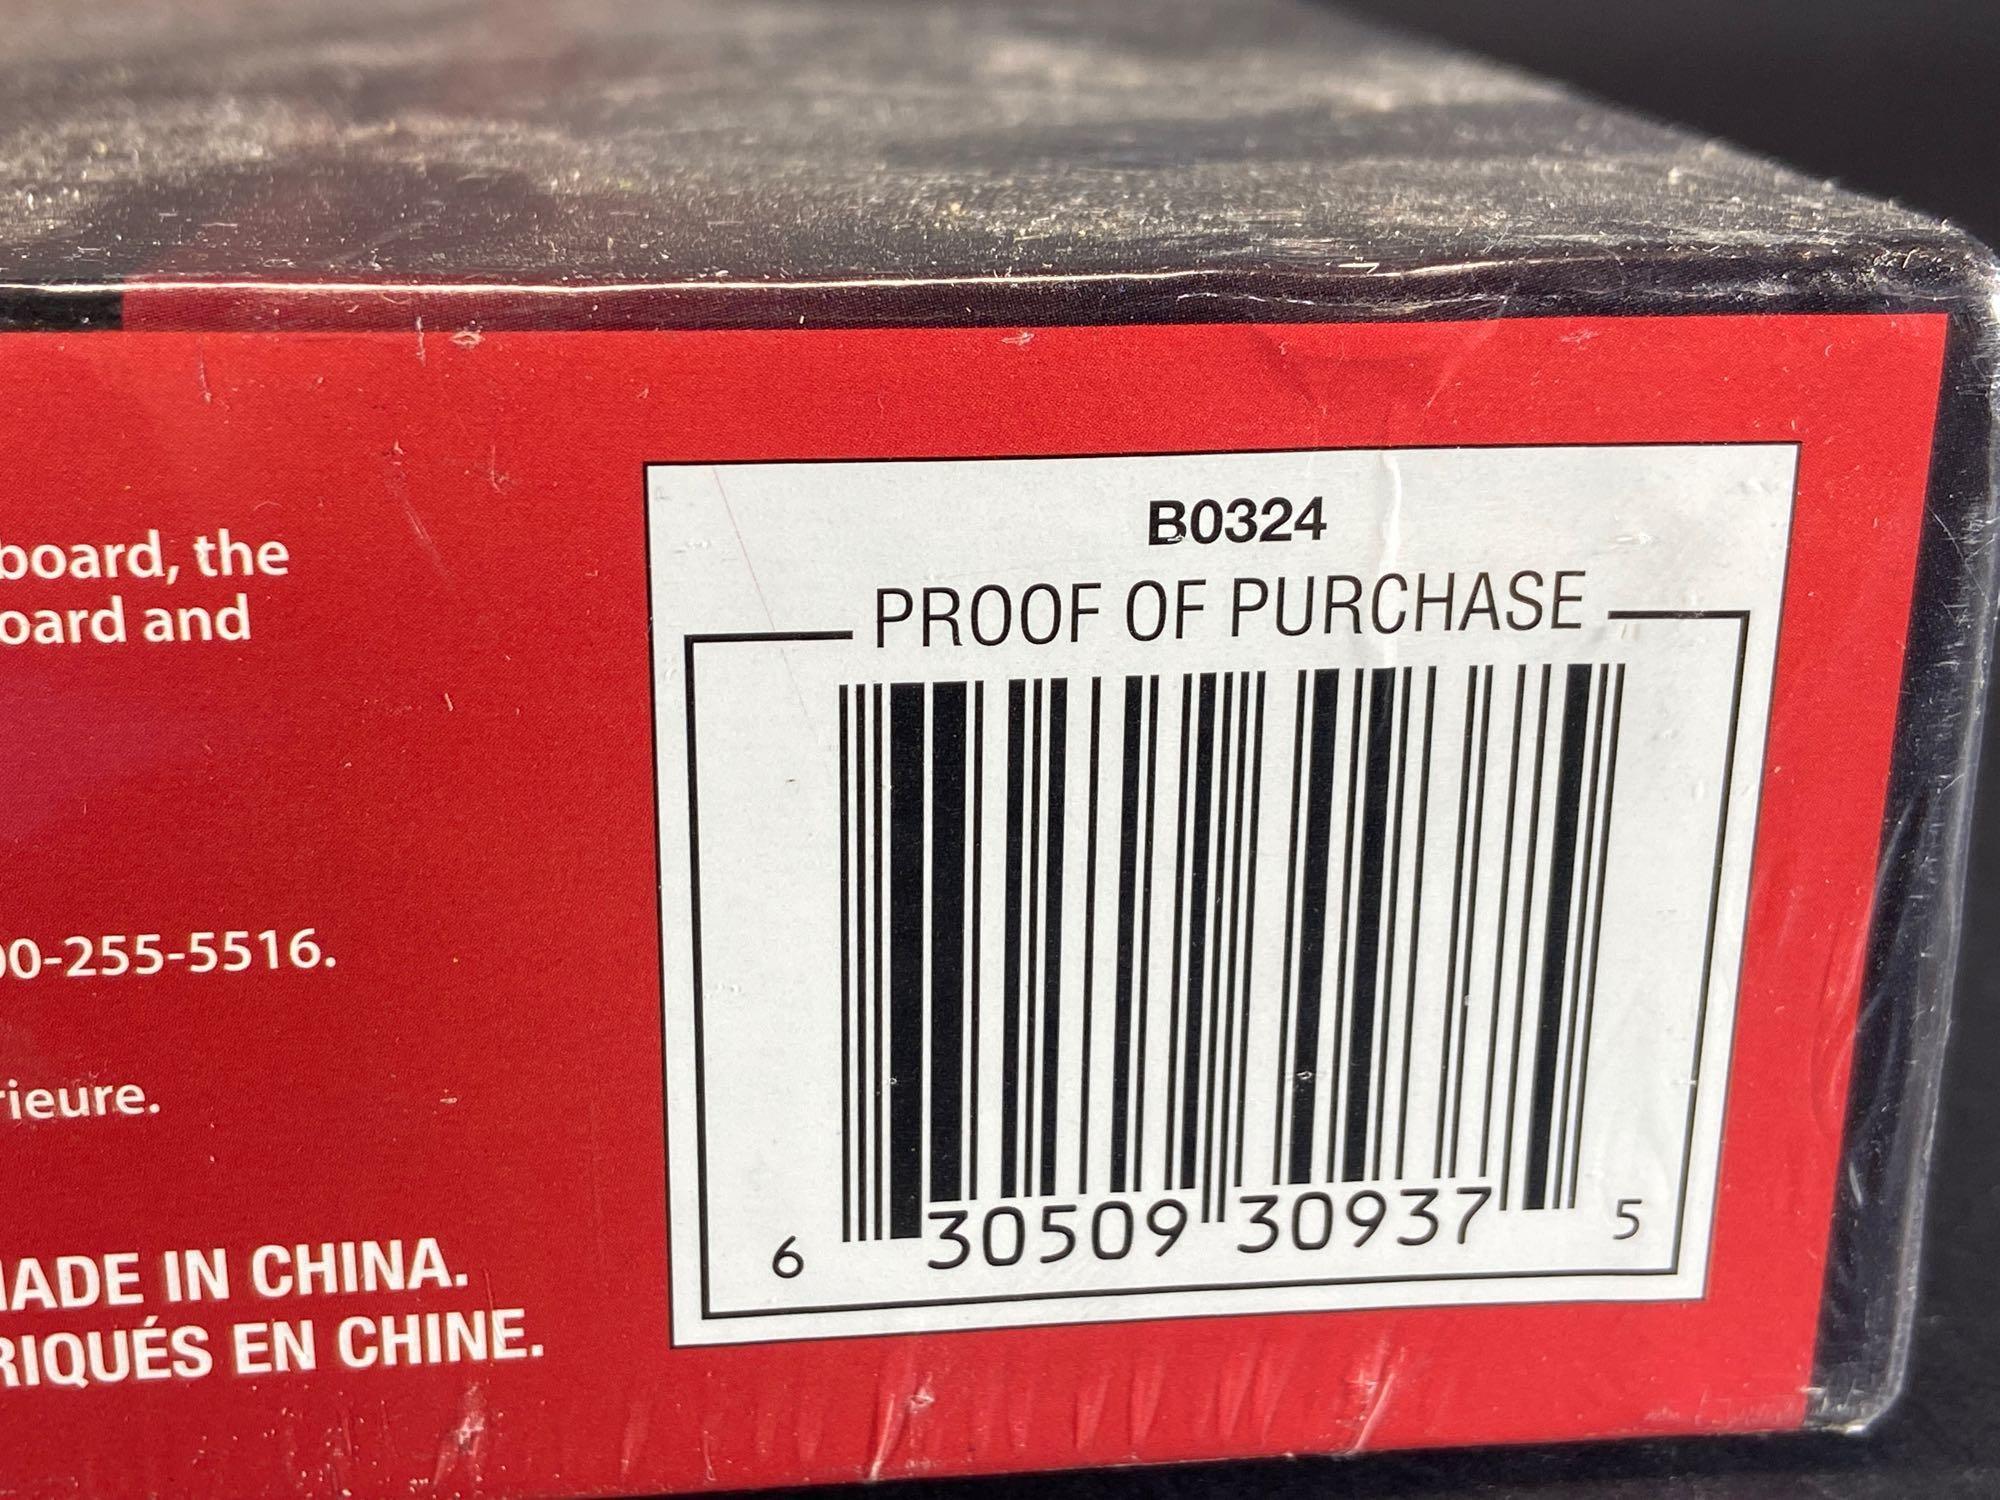 board, the
oard and
00-255-5516.
rieure.
MADE IN CHINA.
RIQUÉS EN CHINE.
B0324
PROOF OF PURCHASE
6 30509 30937 5